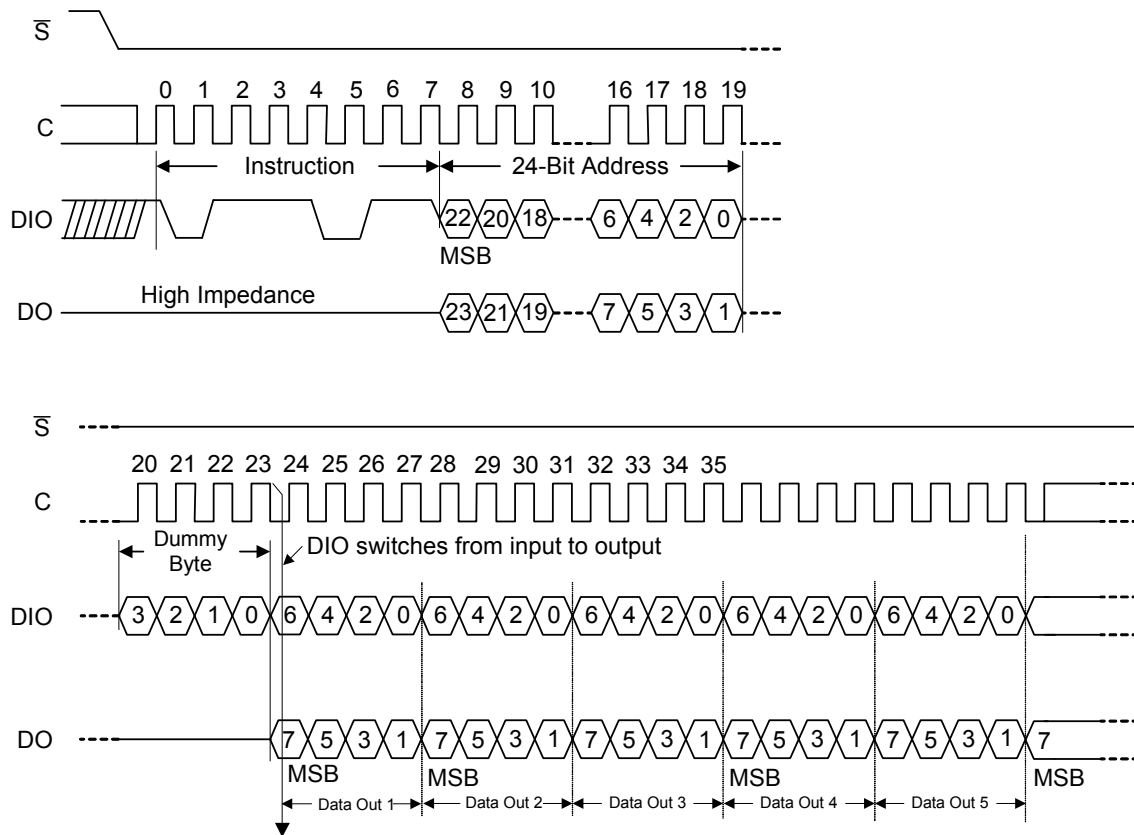 S
0 1 2 3 4 5 6 7 8 9 10 16 17 18 19
C
Instruction 24-Bit Address
DIO 22 20 18 6 4 2 0
MSB
High Impedance
DO 23 21 19 7 5 3 1
S
20 21 22 23 24 25 26 27 28 29 30 31 32 33 34 35
C
Dummy
Byte
DIO switches from input to output
DIO 3 2 1 0 6 4 2 0 6 4 2 0 6 4 2 0 6 4 2 0 6 4 2 0
DO 7 5 3 1 7 5 3 1 7 5 3 1 7 5 3 1 7 5 3 1 7
MSB MSB MSB MSB
Data Out 1 Data Out 2 Data Out 3 Data Out 4 Data Out 5